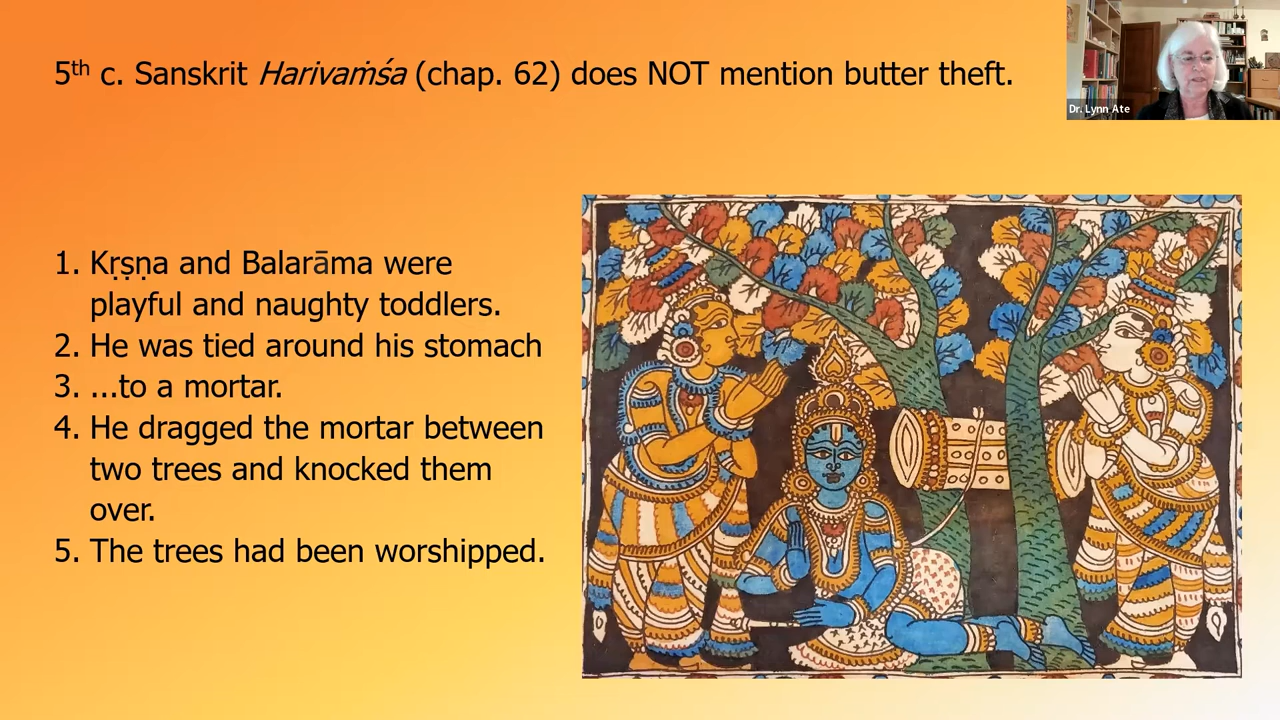 5th c. Sanskrit Harivaṁśa (chap. 62) does NOT mention butter theft.
Dr. Lynn Ate
1. Kṛṣṇa and Balarāma were
playful and naughty toddlers.
2. He was tied around his stomach
3. ...to a mortar.
4. He dragged the mortar between
two trees and knocked them
over.
5. The trees had been worshipped.